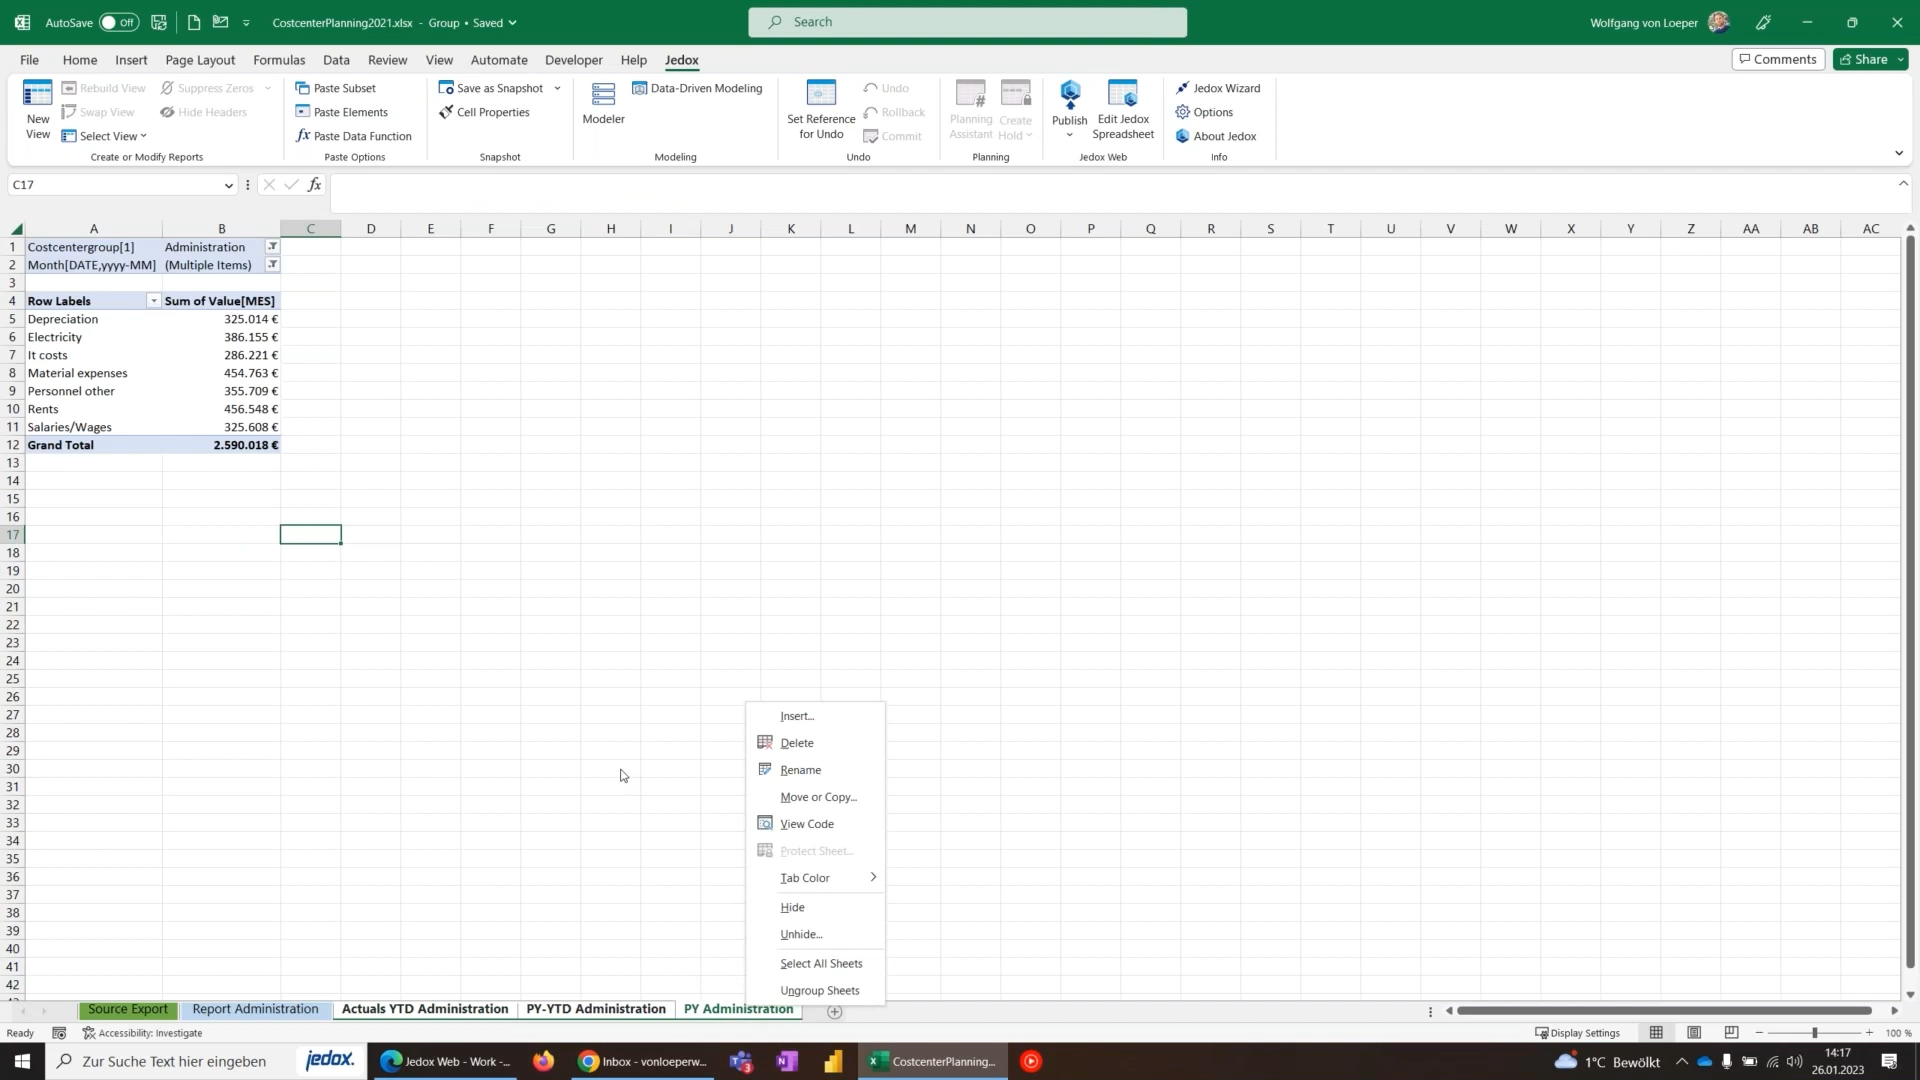 AutoSave Off CostcenterPlanning2021.xlsx - Group • Saved Search Wolfgang von Loeper
File Home Insert Page Layout Formulas Data Review View Automate Developer Help Jedox Comments Share
New View Rebuild View Suppress Zeros Paste Subset Save as Snapshot Modeler Data-Driven Modeling Set Reference for Undo Undo Planning Assistant Create Hold Publish Edit Jedox Spreadsheet Jedox Wizard
Swap View Hide Headers Paste Elements Cell Properties Rollback Options
Select View fx Paste Data Function Commit About Jedox
Create or Modify Reports Paste Options Snapshot Modeling Undo Planning Jedox Web Info
C17 fx
A B C D E F G H I J K L M N O P Q R S T U V W X Y Z AA AB AC
1 Costcentergroup[1] Administration
2 Month[DATE,yyyy-MM] (Multiple Items)
3
4 Row Labels Sum of Value[MES]
5 Depreciation 325.014 €
6 Electricity 386.155 €
7 It costs 286.221 €
8 Material expenses 454.763 €
9 Personnel other 355.709 €
10 Rents 456.548 €
11 Salaries/Wages 325.608 €
12 Grand Total 2.590.018 €
13
14
15
16
17
18
19
20
21
22
23
24
25
26
27
28
29
30
31
32
33
34
35
36
37
38
39
40
41
42
Insert...
Delete
Rename
Move or Copy...
View Code
Protect Sheet...
Tab Color
Hide
Unhide...
Select All Sheets
Ungroup Sheets
Source Export Report Administration Actuals YTD Administration PY-YTD Administration PY Administration
Ready Accessibility: Investigate Display Settings 100 %
Zur Suche Text hier eingeben jedox. Jedox Web - Work -... Inbox - vonloeperw... 3 CostcenterPlanning... 1°C Bewölkt 14:17
26.01.2023